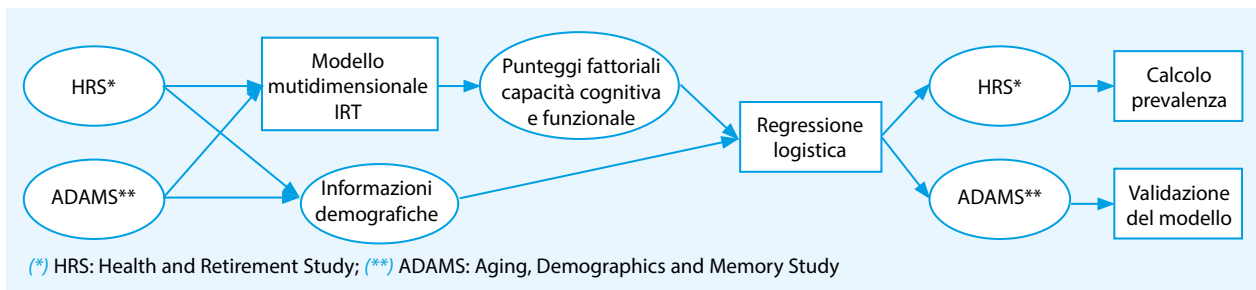 HRS*
Modello
mutidimensionale
IRT
Punteggi fattoriali
capacità cognitiva
e funzionale
Regressione
logistica
HRS*
Calcolo
prevalenza
ADAMS**
Informazioni
demografiche
ADAMS**
Validazione
del modello
(*) HRS: Health and Retirement Study; (**) ADAMS: Aging, Demographics and Memory Study